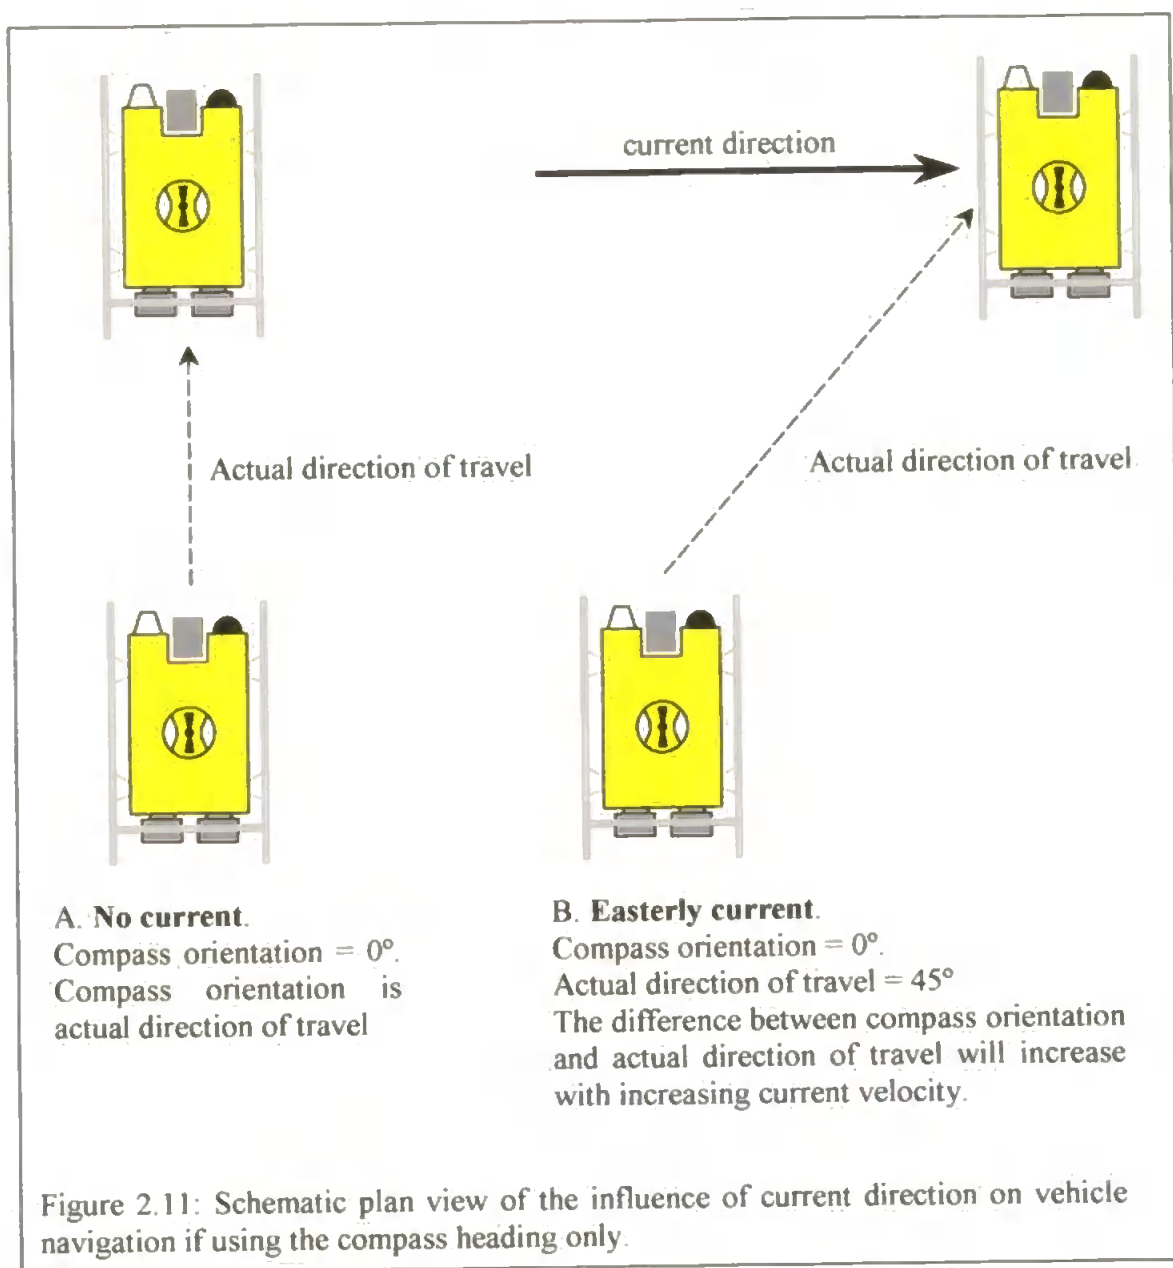 current direction
Actual direction of travel
Actual direction of travel
A. No current.
Compass orientation = 0°.
Compass orientation is
actual direction of travel
B. Easterly current.
Compass orientation = 0°.
Actual direction of travel = 45°
The difference between compass orientation
and actual direction of travel will increase
with increasing current velocity.
Figure 2.11: Schematic plan view of the influence of current direction on vehicle
navigation if using the compass heading only.